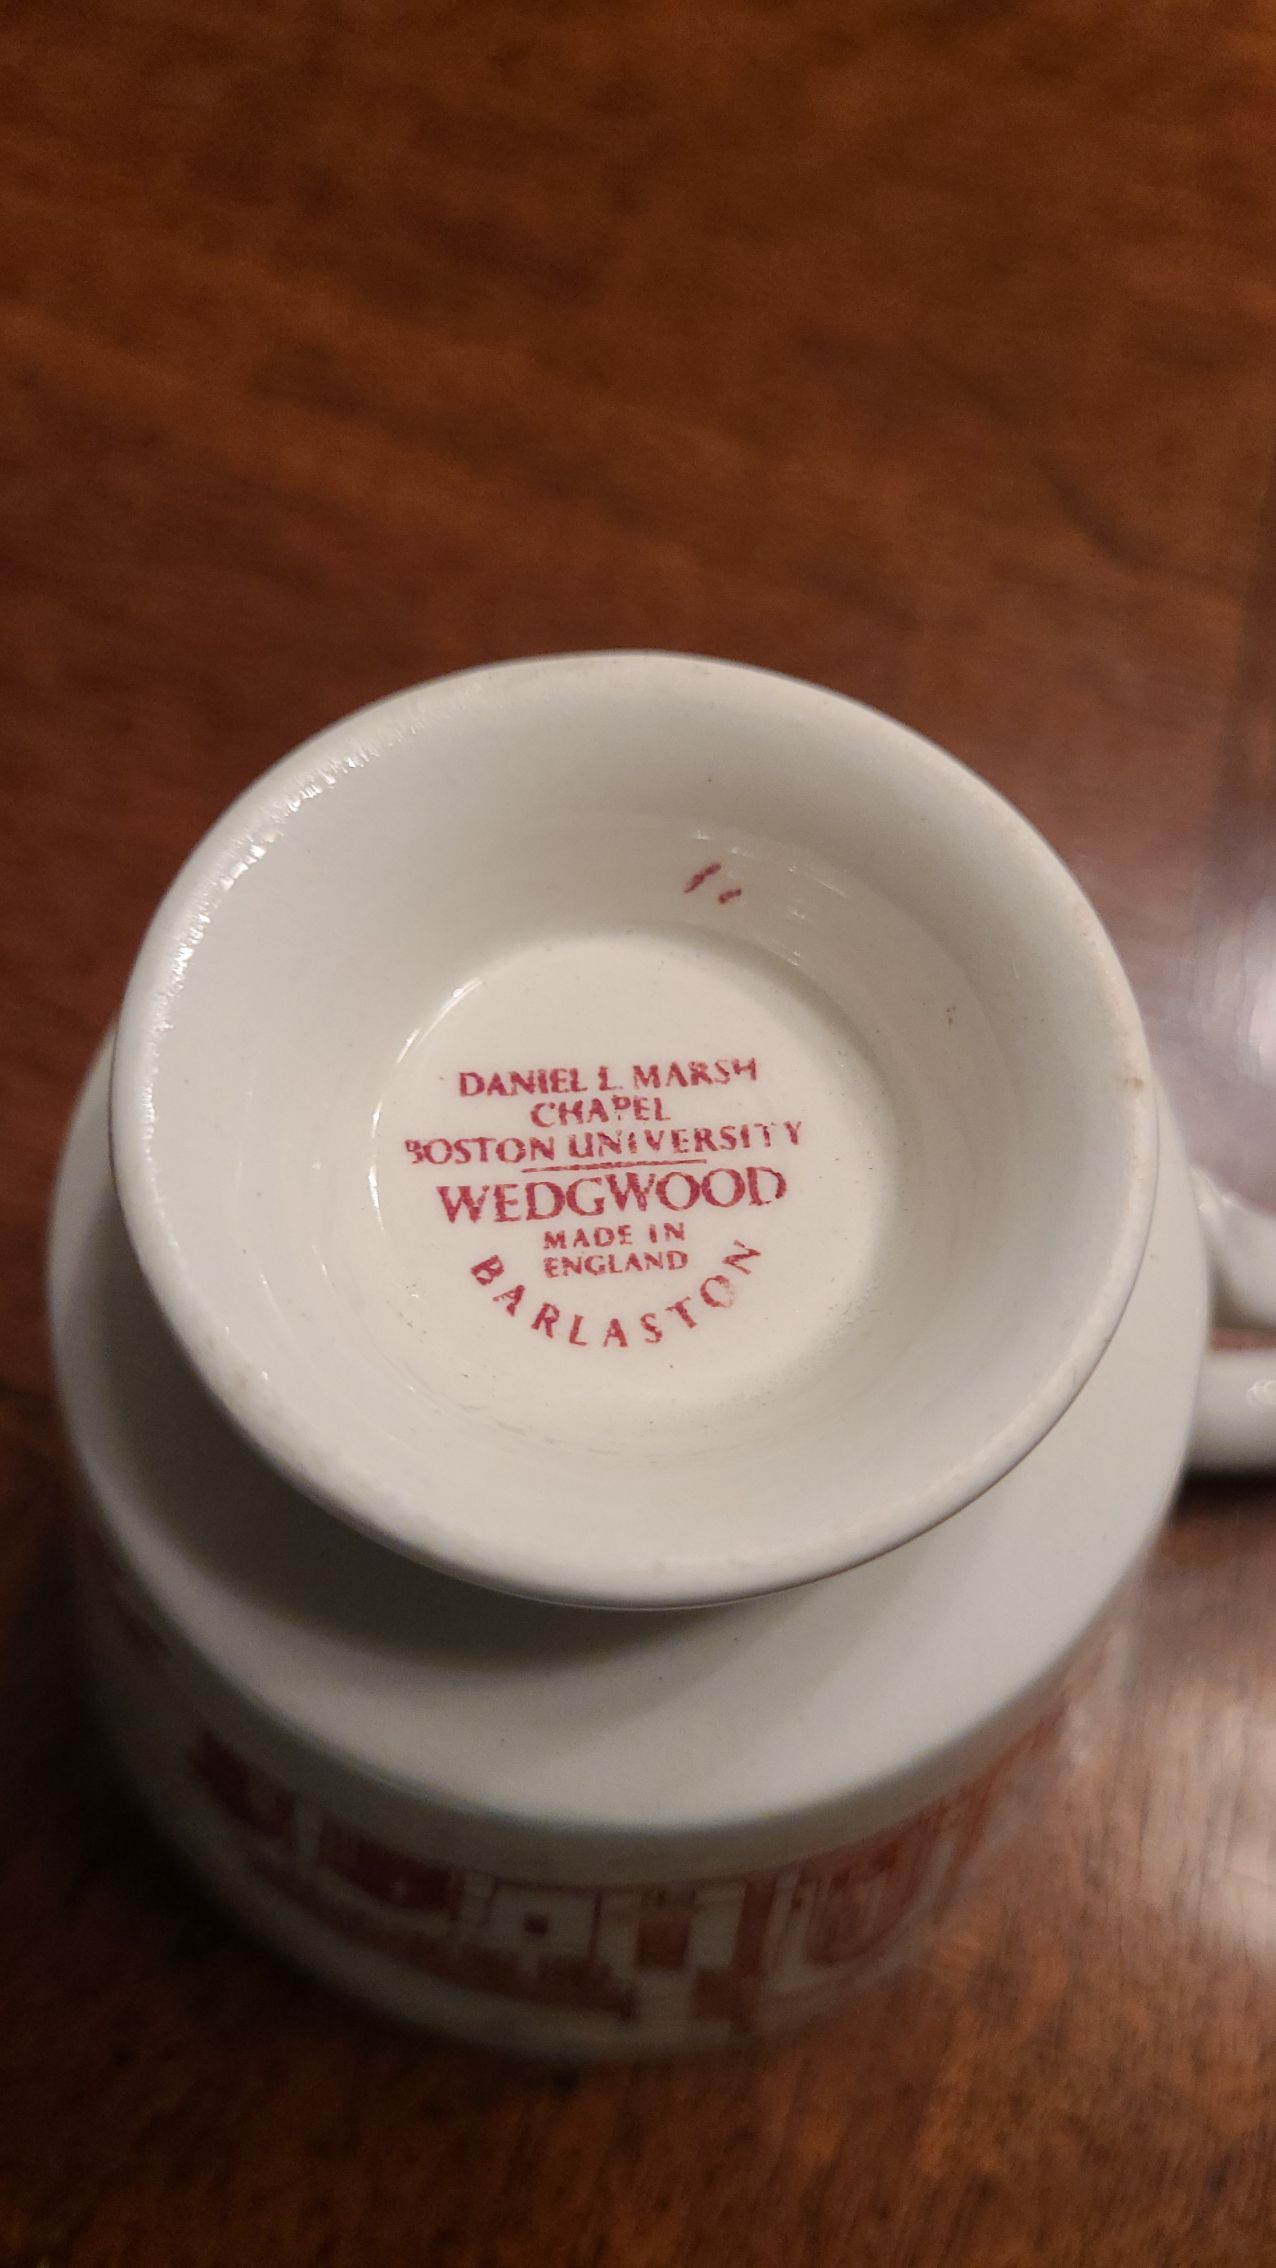 DANIEL L. MARSH
CHAPEL
BOSTON UNIVERSITY
WEDGWOOD
MADE IN
ENGLAND
BARLASTON